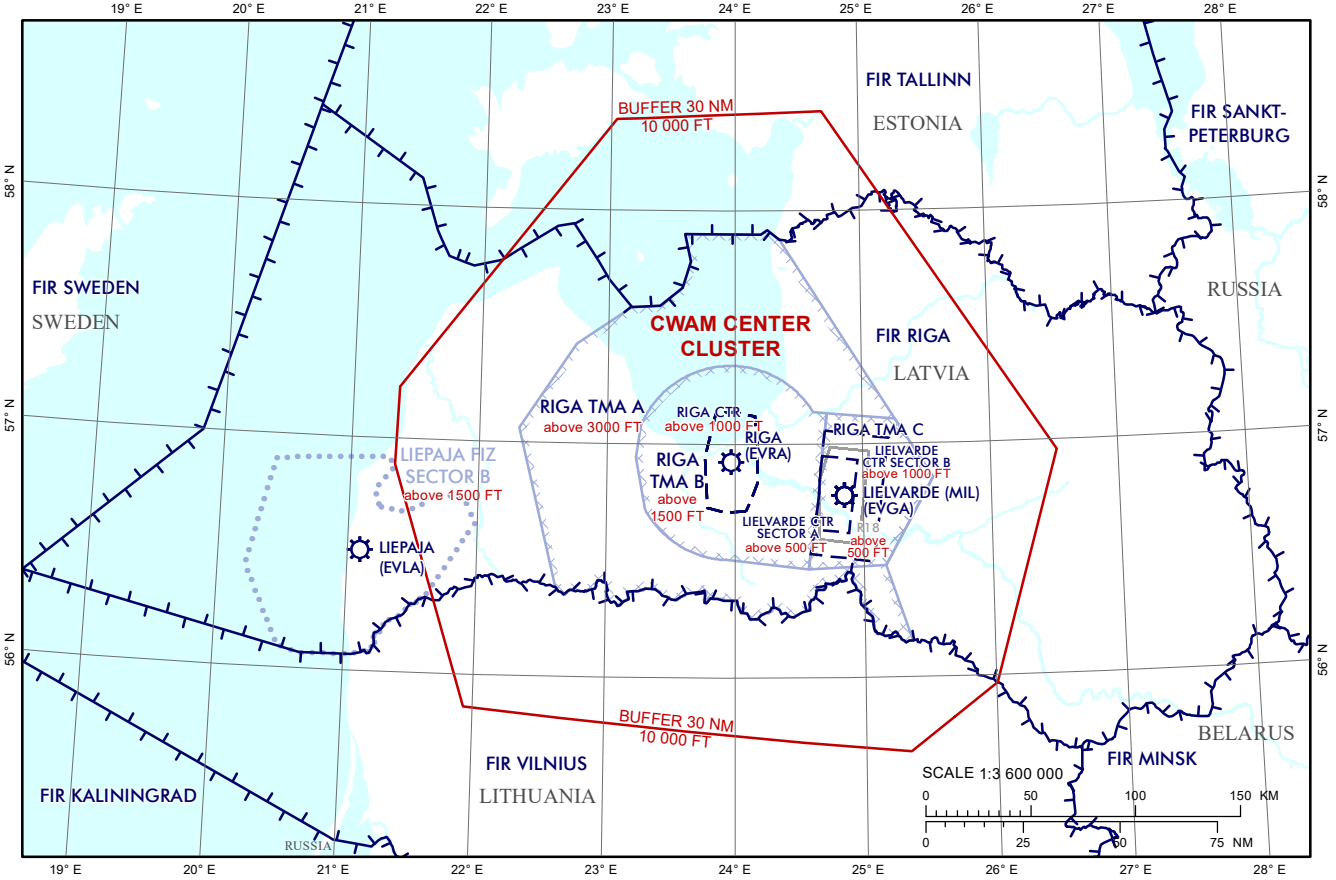 19° E
20° E
21° E
22° E
23° E
24° E
25° E
26° E
27° E
28° E
FIR TALLINN
ESTONIA
FIR SANKT-
PETERBURG
BUFFER 30 NM
10 000 FT
58° N
58° N
FIR SWEDEN
SWEDEN
RUSSIA
CWAM CENTER
CLUSTER
FIR RIGA
LATVIA
57° N
57° N
RIGA TMA A
above 3000 FT
RIGA CTR
above 1000 FT
RIGA
(EVRA)
RIGA TMA C
RIGA
TMA B
above
1500 FT
LIELVARDE
CTR SECTOR B
above 1000 FT
LIELVARDE (MIL)
(EVGA)
LIEPAJA FIZ
SECTOR B
above 1500 FT
LIELVARDE CTR
SECTOR A
above 500 FT
R18
above
500 FT
LIEPAJA
(EVLA)
56° N
56° N
BUFFER 30 NM
10 000 FT
BELARUS
FIR MINSK
FIR VILNIUS
LITHUANIA
FIR KALININGRAD
RUSSIA
SCALE 1:3 600 000
0
50
100
150 KM
0
25
50
75 NM
19° E
20° E
21° E
22° E
23° E
24° E
25° E
26° E
27° E
28° E